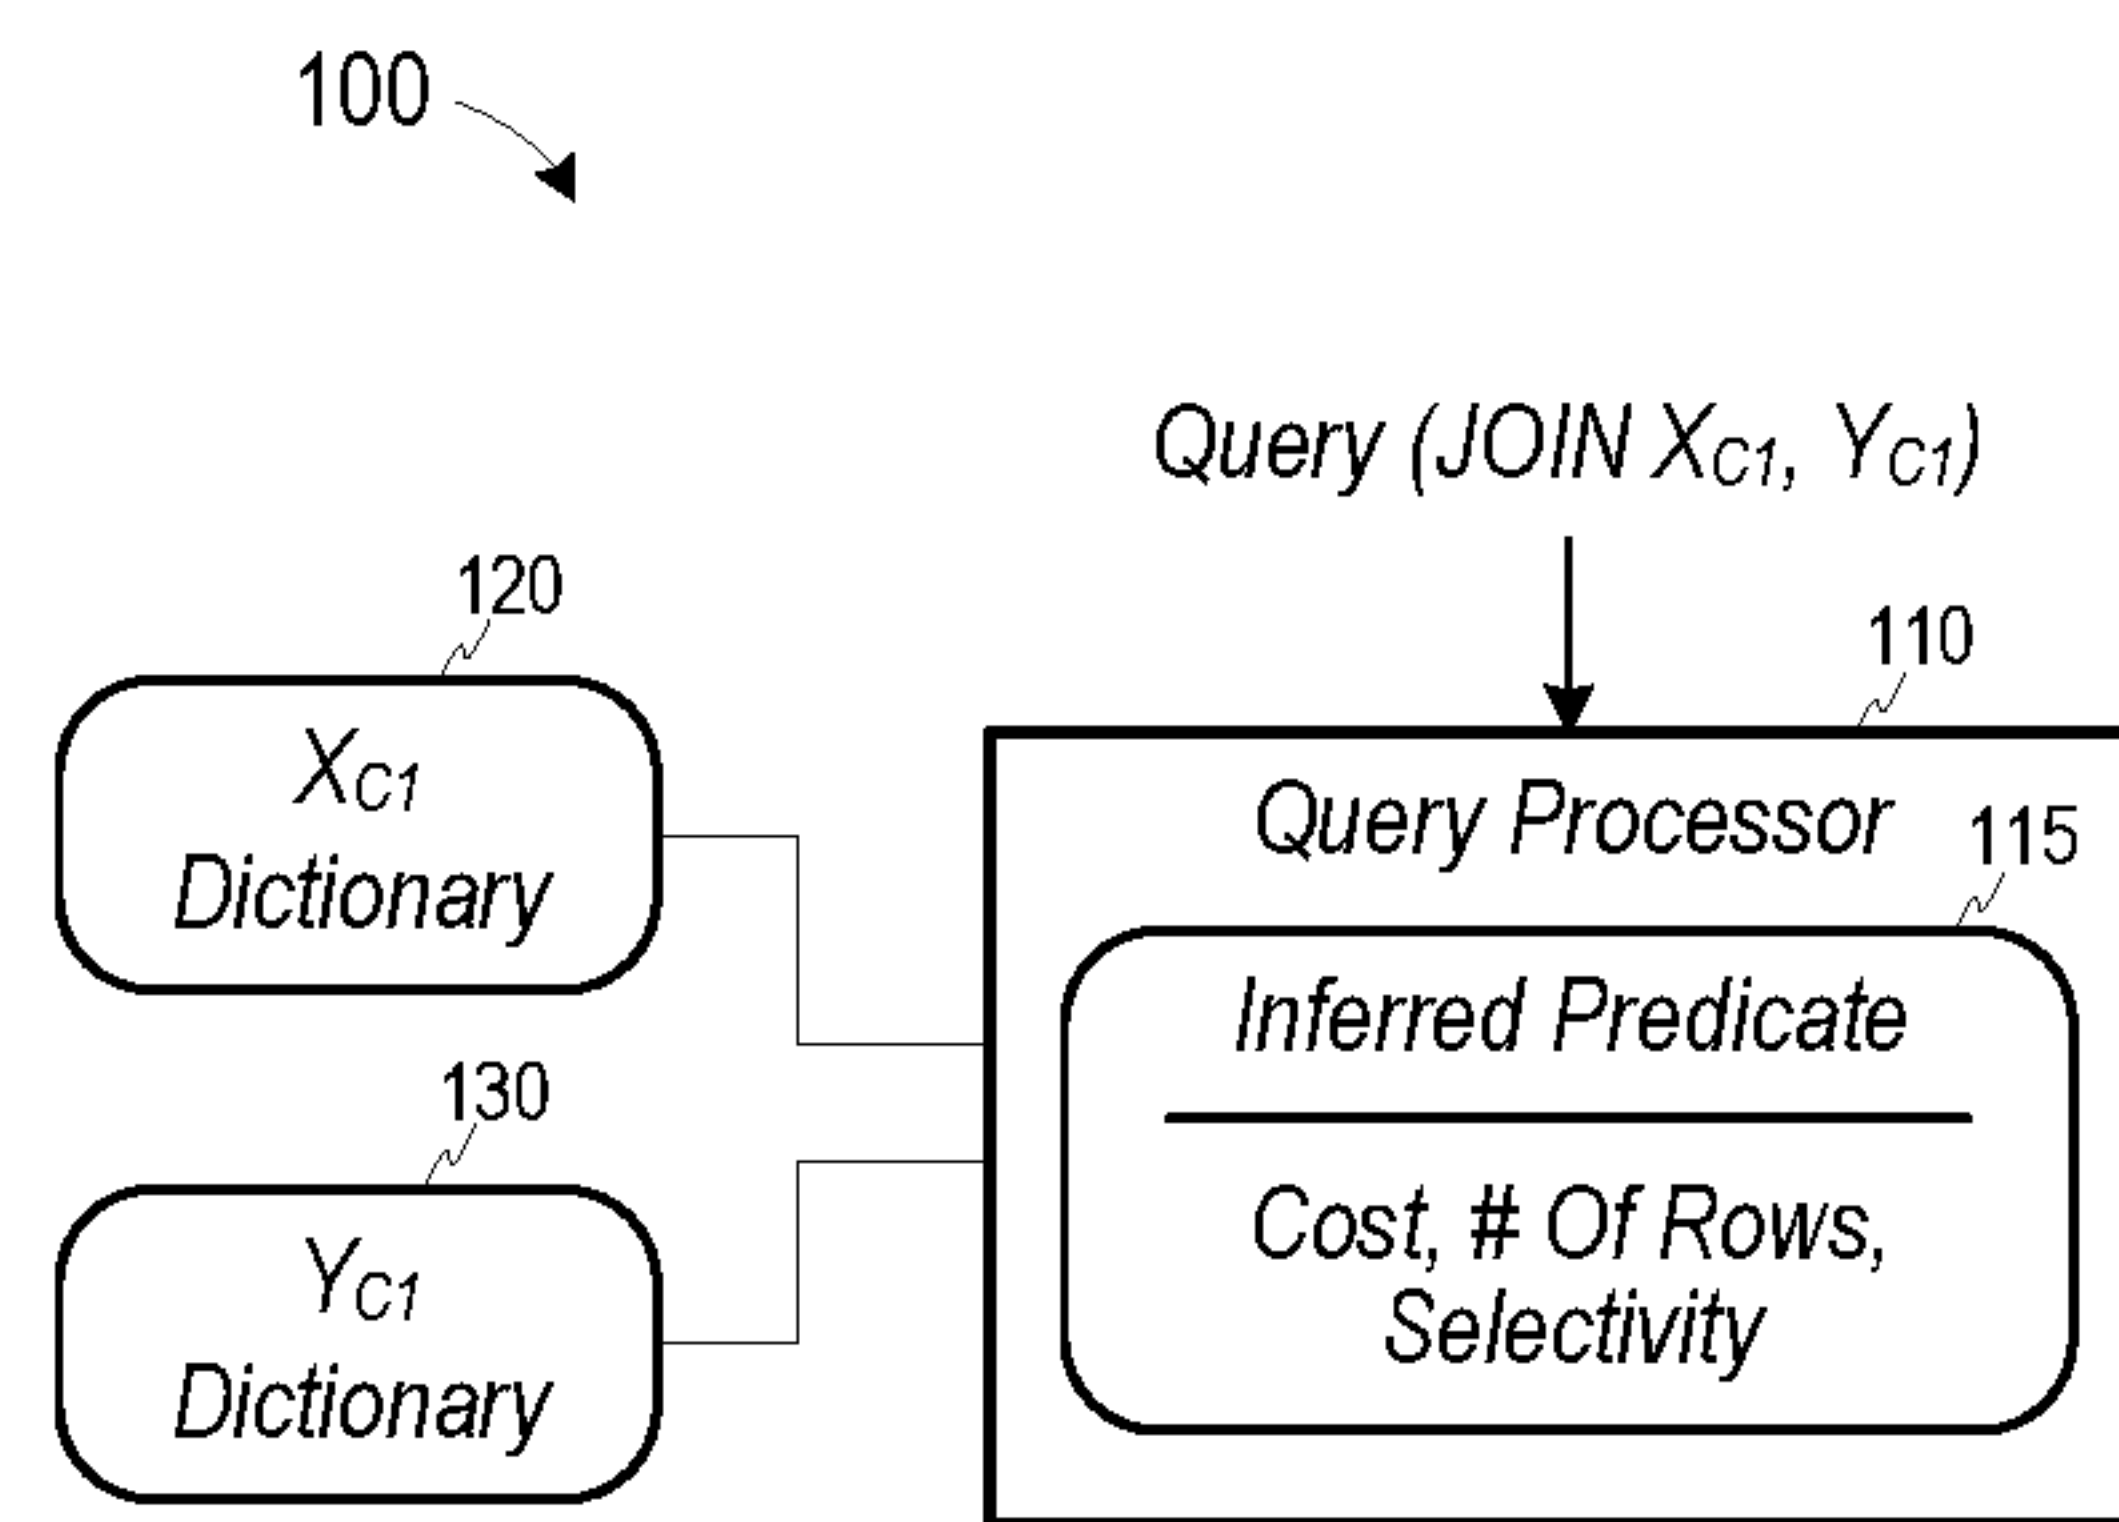 100
Query (JOIN XC1, YC1)
120
110
XC1
Dictionary
Query Processor
115
Inferred Predicate
130
Cost, # Of Rows,
Selectivity
YC1
Dictionary